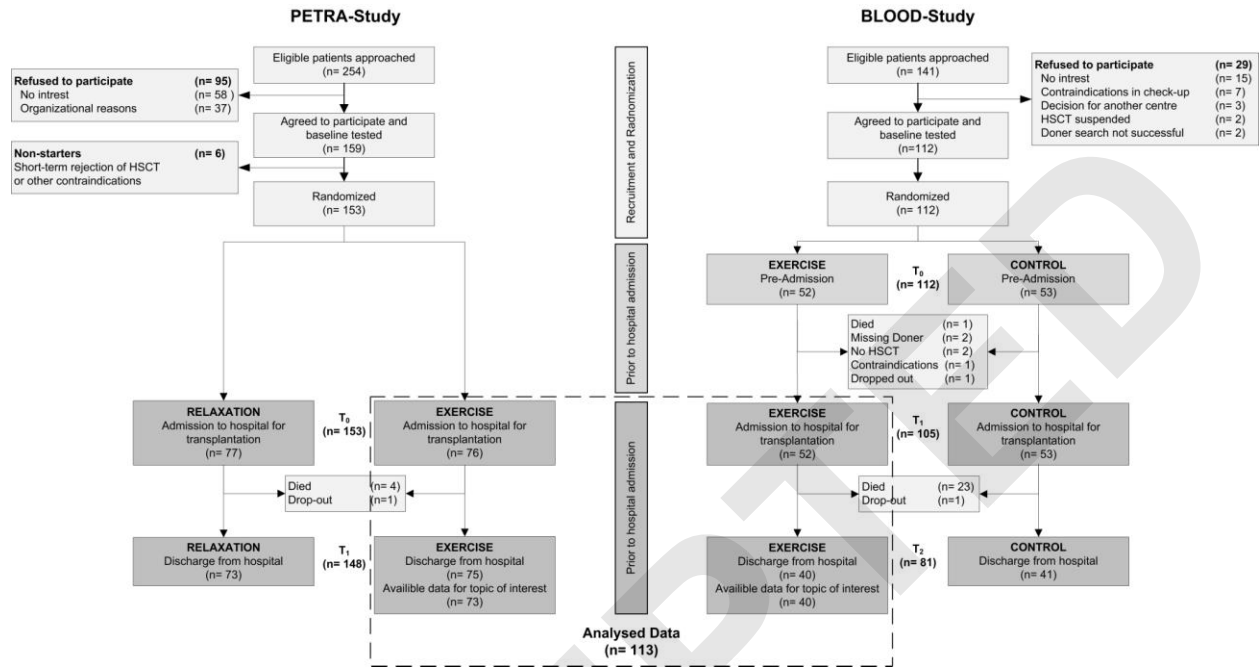 PETRA-Study
BLOOD-Study
Eligible patients approached
(n= 254)
Refused to participate (n= 95)
No intrest (n= 58 )
Organizational reasons (n= 37)
Agreed to participate and
baseline tested
(n= 159)
Non-starters (n= 6)
Short-term rejection of HSCT
or other contraindications
Randomized
(n= 153)
Recruitment and Radnomization
Eligible patients approached
(n= 141)
Refused to participate (n= 29)
No intrest (n= 15)
Contraindications in check-up (n= 7)
Decision for another centre (n= 3)
HSCT suspended (n= 2)
Doner search not successful (n= 2)
Agreed to participate and
baseline tested
(n=112)
Randomized
(n= 112)
Prior to hospital admission
EXERCISE
Pre-Admission
(n= 52)
T0
(n= 112)
CONTROL
Pre-Admission
(n= 53)
Died (n= 1)
Missing Doner (n= 2)
No HSCT (n= 2)
Contraindications (n= 1)
Dropped out (n= 1)
RELAXATION
Admission to hospital for
transplantation
(n= 77)
T0
(n= 153)
EXERCISE
Admission to hospital for
transplantation
(n= 76)
Died (n= 4)
Drop-out (n=1)
RELAXATION
Discharge from hospital
(n= 73)
T1
(n= 148)
EXERCISE
Discharge from hospital
(n= 75)
Availible data for topic of interest
(n= 73)
Prior to hospital admission
EXERCISE
Admission to hospital for
transplantation
(n= 52)
T1
(n= 105)
CONTROL
Admission to hospital for
transplantation
(n= 53)
Died (n= 23)
Drop-out (n=1)
EXERCISE
Discharge from hospital
(n= 40)
Availible data for topic of interest
(n= 40)
T2
(n= 81)
CONTROL
Discharge from hospital
(n= 41)
Analysed Data
(n= 113)
PTED